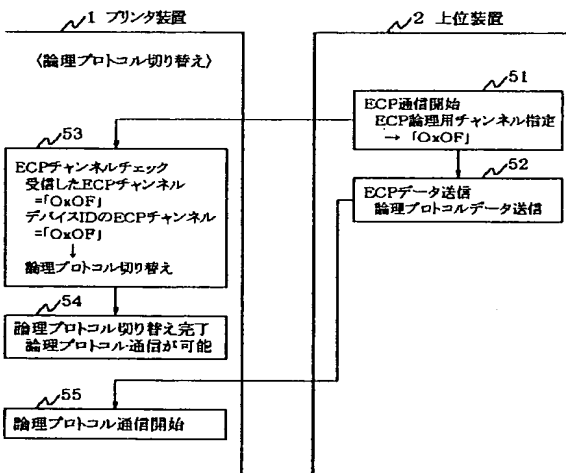 1 プリンタ装置
2 上位装置
〈論理プロトコル切り替え〉
51
ECP通信開始
ECP論理用チャンネル指定
→ 「0x0F」
52
ECPデータ送信
論理プロトコルデータ送信
53
ECPチャンネルチェック
受信したECPチャンネル
=「0x0F」
デバイスIDのECPチャンネル
=「0x0F」
↓
論理プロトコル切り替え
54
論理プロトコル切り替え完了
論理プロトコル通信が可能
55
論理プロトコル通信開始